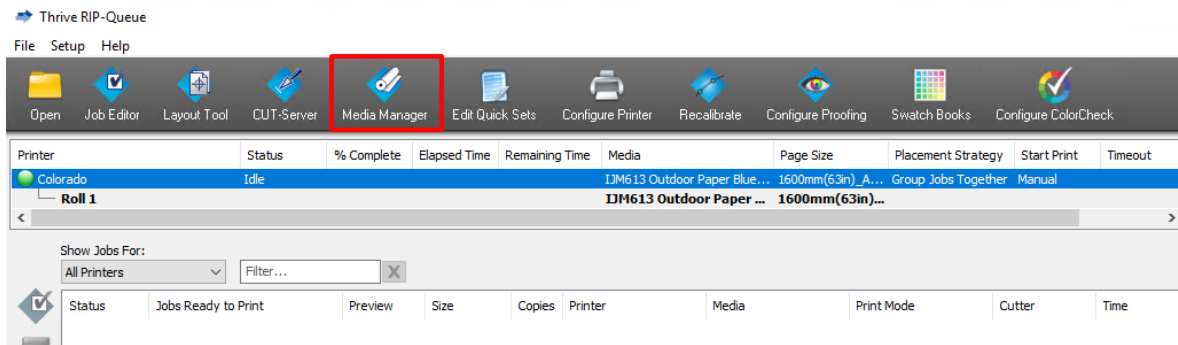 Thrive RIP-Queue
File Setup Help
Open Job Editor Layout Tool CUT-Server Media Manager Edit Quick Sets Configure Printer Recalibrate Configure Proofing Swatch Books Configure ColorCheck
Printer Status % Complete Elapsed Time Remaining Time Media Page Size Placement Strategy Start Print Timeout
Colorado Idle IJM613 Outdoor Paper Blue... 1600mm(63in)_A... Group Jobs Together Manual
Roll 1 IJM613 Outdoor Paper ... 1600mm(63in)...
Show Jobs For:
All Printers Filter... X
Status Jobs Ready to Print Preview Size Copies Printer Media Print Mode Cutter Time